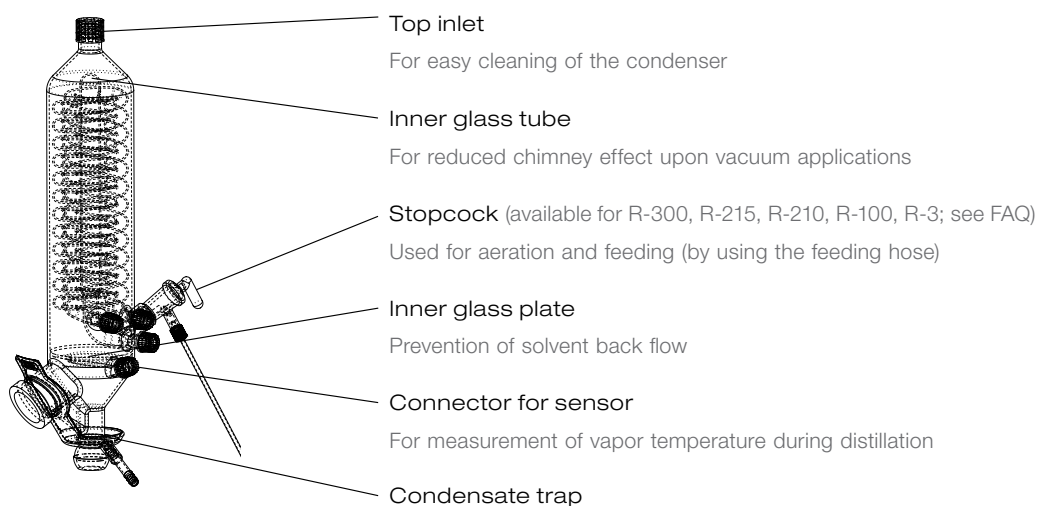 Top inlet
For easy cleaning of the condenser
Inner glass tube
For reduced chimney effect upon vacuum applications
Stopcock (available for R-300, R-215, R-210, R-100, R-3; see FAQ)
Used for aeration and feeding (by using the feeding hose)
Inner glass plate
Prevention of solvent back flow
Connector for sensor
For measurement of vapor temperature during distillation
Condensate trap